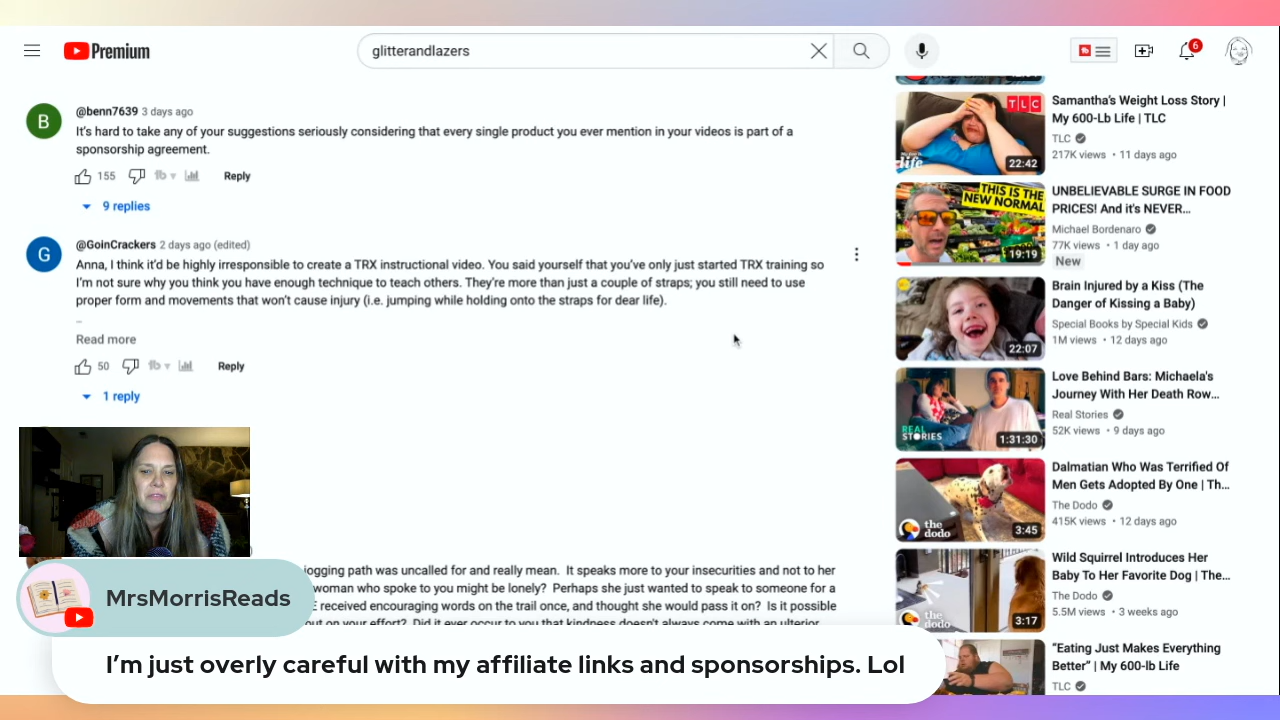 Premium
glitterandlazers
6
B
@benn7639 3 days ago
It's hard to take any of your suggestions seriously considering that every single product you ever mention in your videos is part of a
sponsorship agreement.
155
Reply
9 replies
G
@GoinCrackers 2 days ago (edited)
Anna, I think it'd be highly irresponsible to create a TRX instructional video. You said yourself that you've only just started TRX training so
I'm not sure why you think you have enough technique to teach others. They're more than just a couple of straps; you still need to use
proper form and movements that won't cause injury (i.e. jumping while holding onto the straps for dear life).
_
Read more
50
Reply
1 reply
jogging path was uncalled for and really mean. It speaks more to your insecurities and not to her
woman who spoke to you might be lonely? Perhaps she just wanted to speak to someone for a
received encouraging words on the trail once, and thought she would pass it on? Is it possible
out on your effort? Did it ever occur to you that kindness doesn't always come with an ulterior
MrsMorrisReads
I'm just overly careful with my affiliate links and sponsorships. Lol
TLC
life
22:42
Samantha's Weight Loss Story |
My 600-Lb Life | TLC
TLC
217K views • 11 days ago
THIS IS THE
NEW NORMAL
19:19
UNBELIEVABLE SURGE IN FOOD
PRICES! And it's NEVER...
Michael Bordenaro
77K views • 1 day ago
New
22:07
Brain Injured by a Kiss (The
Danger of Kissing a Baby)
Special Books by Special Kids
1M views • 12 days ago
REAL
STORIES
1:31:30
Love Behind Bars: Michaela's
Journey With Her Death Row...
Real Stories
52K views • 9 days ago
the
dodo
3:45
Dalmatian Who Was Terrified Of
Men Gets Adopted By One | Th...
The Dodo
415K views • 12 days ago
the
dodo
3:17
Wild Squirrel Introduces Her
Baby To Her Favorite Dog | The...
The Dodo
5.5M views • 3 weeks ago
"Eating Just Makes Everything
Better" | My 600-lb Life
TLC